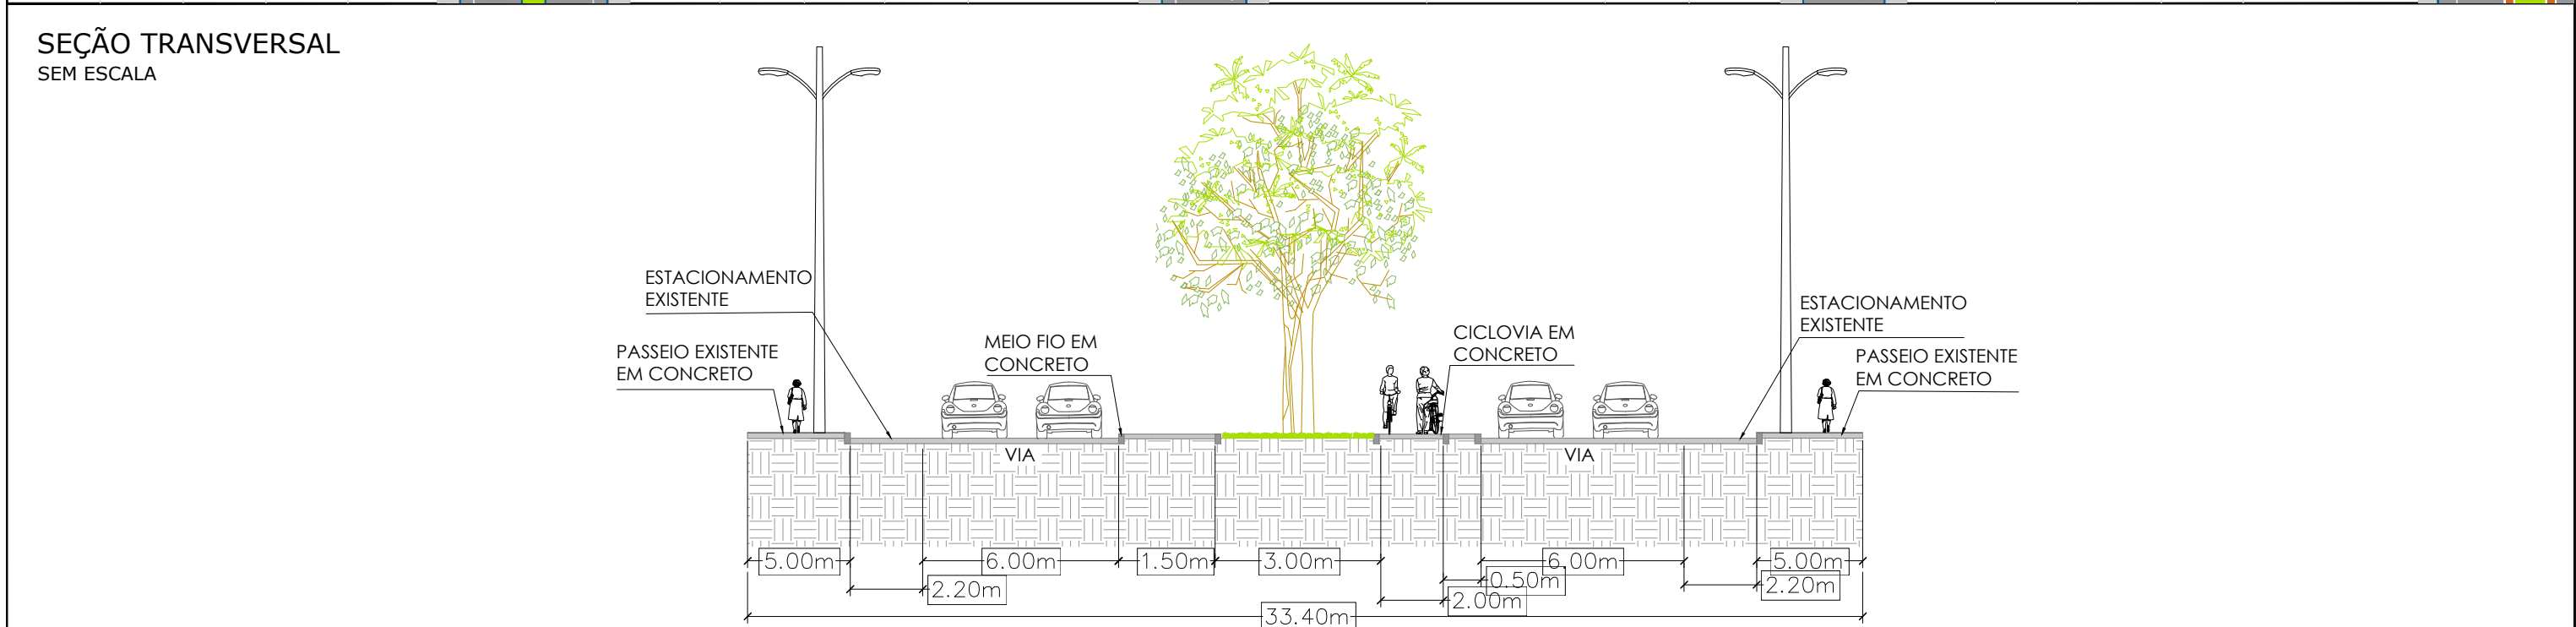 SEÇÃO TRANSVERSAL
SEM ESCALA
ESTACIONAMENTO
EXISTENTE
PASSEIO EXISTENTE
EM CONCRETO
MEIO FIO EM
CONCRETO
CICLOVIA EM
CONCRETO
ESTACIONAMENTO
EXISTENTE
PASSEIO EXISTENTE
EM CONCRETO
VIA
VIA
5.00m
6.00m
1.50m
3.00m
6.00m
5.00m
0.50m
2.20m
2.20m
2.00m
33.40m